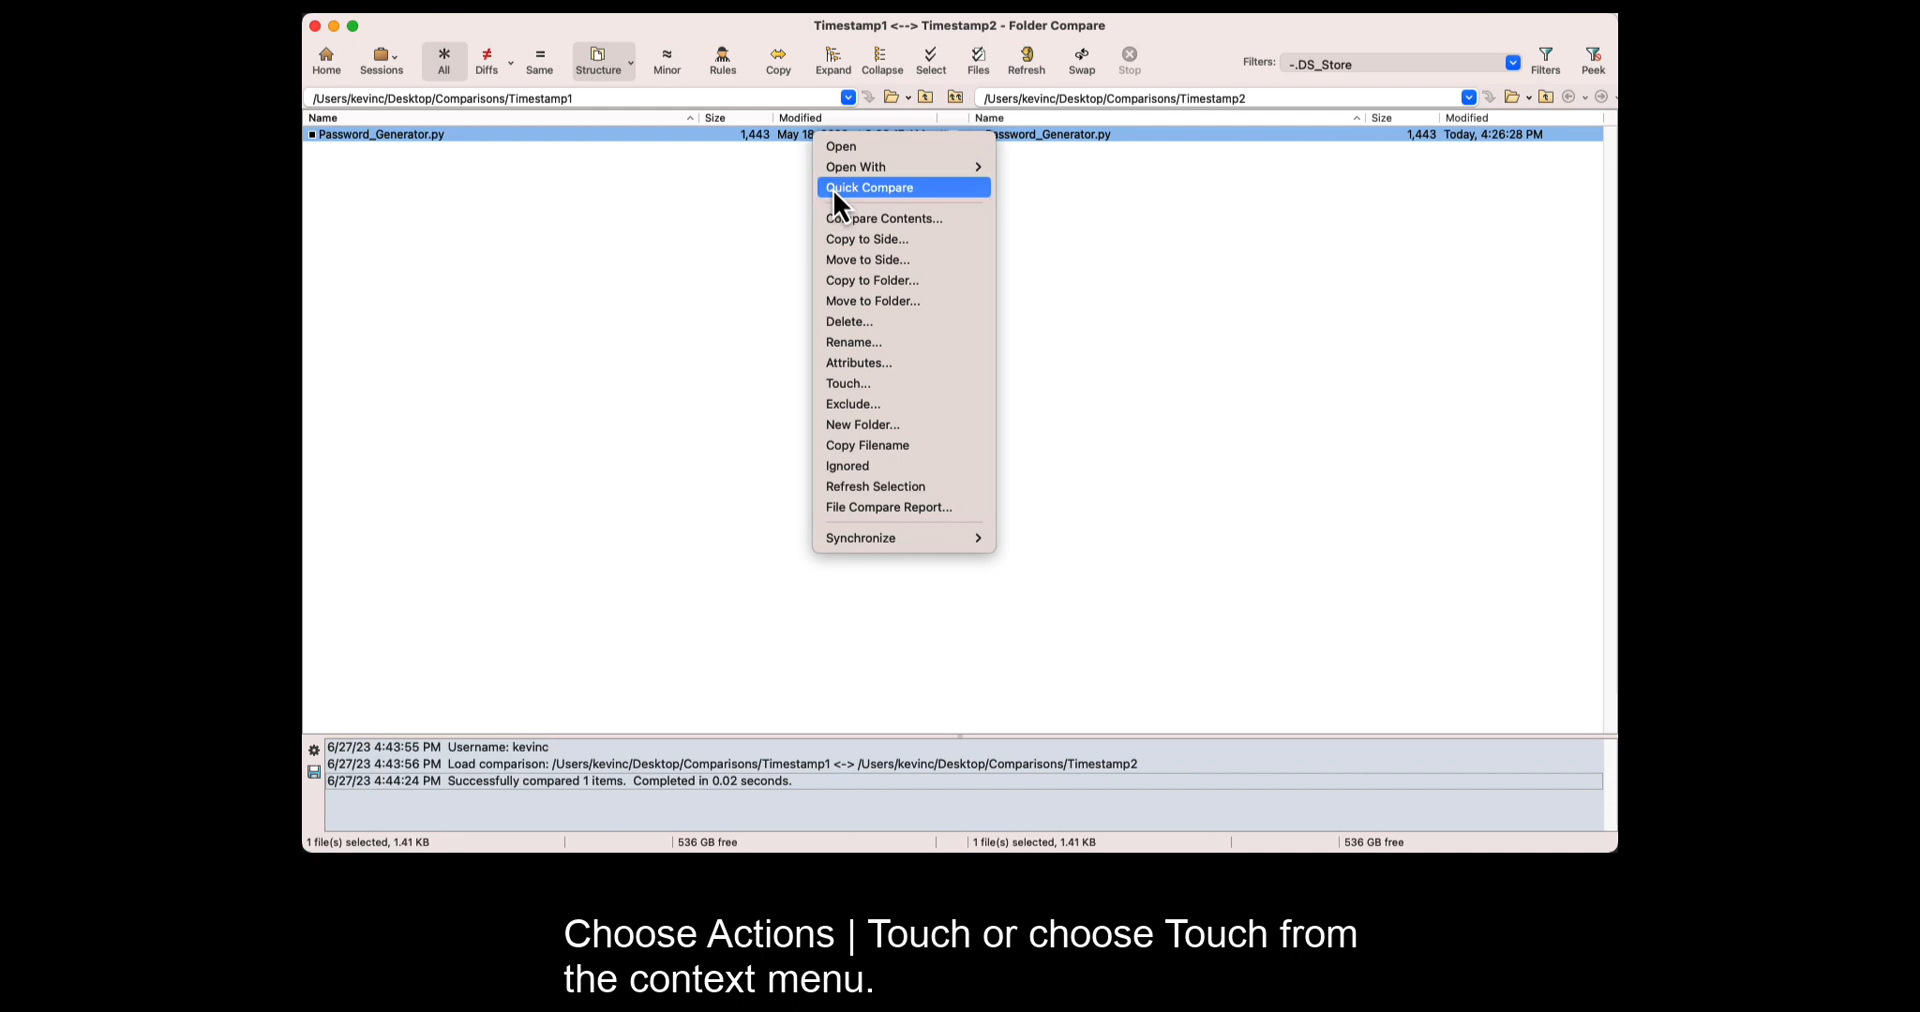 Timestamp1 <--> Timestamp2 - Folder Compare
Home Sessions All Diffs Same Structure Minor Rules Copy Expand Collapse Select Files Refresh Swap Stop Filters: -.DS_Store Filters Peek
/Users/kevinc/Desktop/Comparisons/Timestamp1 /Users/kevinc/Desktop/Comparisons/Timestamp2
Name Size Modified Name Size Modified
Password_Generator.py 1,443 May 18 ssword_Generator.py 1,443 Today, 4:26:28 PM
Open
Open With
Quick Compare
Compare Contents...
Copy to Side...
Move to Side...
Copy to Folder...
Move to Folder...
Delete...
Rename...
Attributes...
Touch...
Exclude...
New Folder...
Copy Filename
Ignored
Refresh Selection
File Compare Report...
Synchronize
6/27/23 4:43:55 PM Username: kevinc
6/27/23 4:43:56 PM Load comparison: /Users/kevinc/Desktop/Comparisons/Timestamp1 <-> /Users/kevinc/Desktop/Comparisons/Timestamp2
6/27/23 4:44:24 PM Successfully compared 1 items. Completed in 0.02 seconds.
1 file(s) selected, 1.41 KB 536 GB free 1 file(s) selected, 1.41 KB 536 GB free
Choose Actions | Touch or choose Touch from
the context menu.